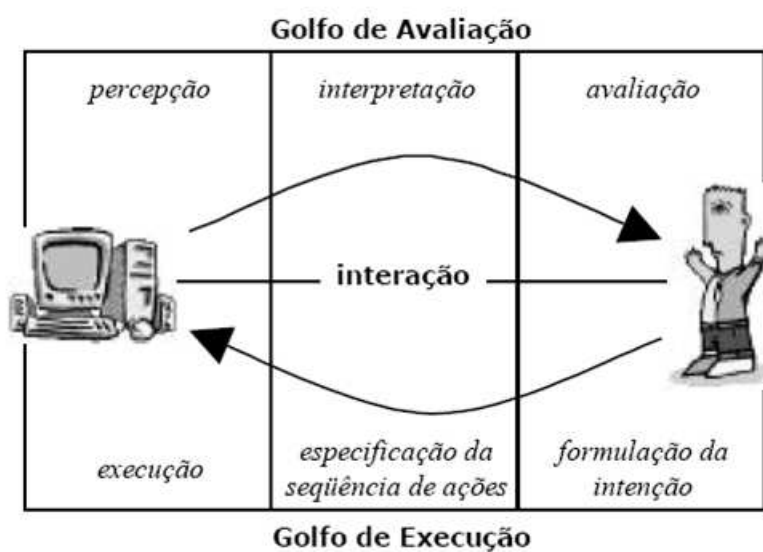 Golfo de Avaliação
percepção
interpretação
avaliação
interação
execução
especificação da
seqüência de ações
formulação da
intenção
Golfo de Execução